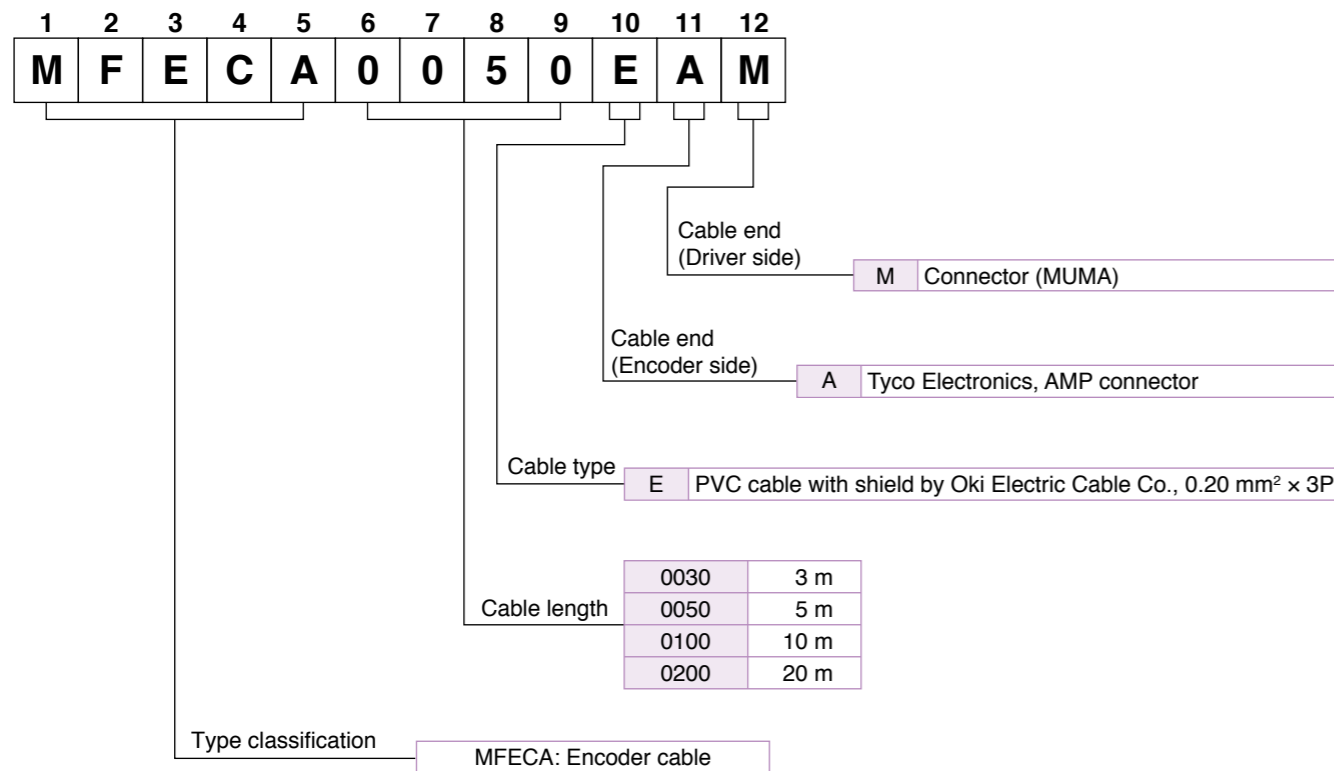 1 2 3 4 5 6 7 8 9 10 11 12
M F E C A 0 0 5 0 E A M
Cable end
(Driver side)
M Connector (MUMA)
Cable end
(Encoder side)
A Tyco Electronics, AMP connector
Cable type
E PVC cable with shield by Oki Electric Cable Co., 0.20 mm² × 3P
Cable length
0030 3 m
0050 5 m
0100 10 m
0200 20 m
Type classification
MFECA: Encoder cable